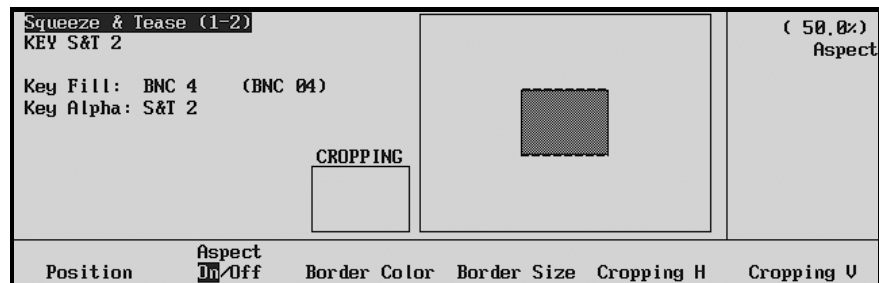 Squeeze & Tease (1-2)
KEY S&T 2
Key Fill: BNC 4 (BNC 04)
Key Alpha: S&T 2
CROPPING
( 50.0%)
Aspect
Position
Aspect
On/Off
Border Color
Border Size
Cropping H
Cropping V